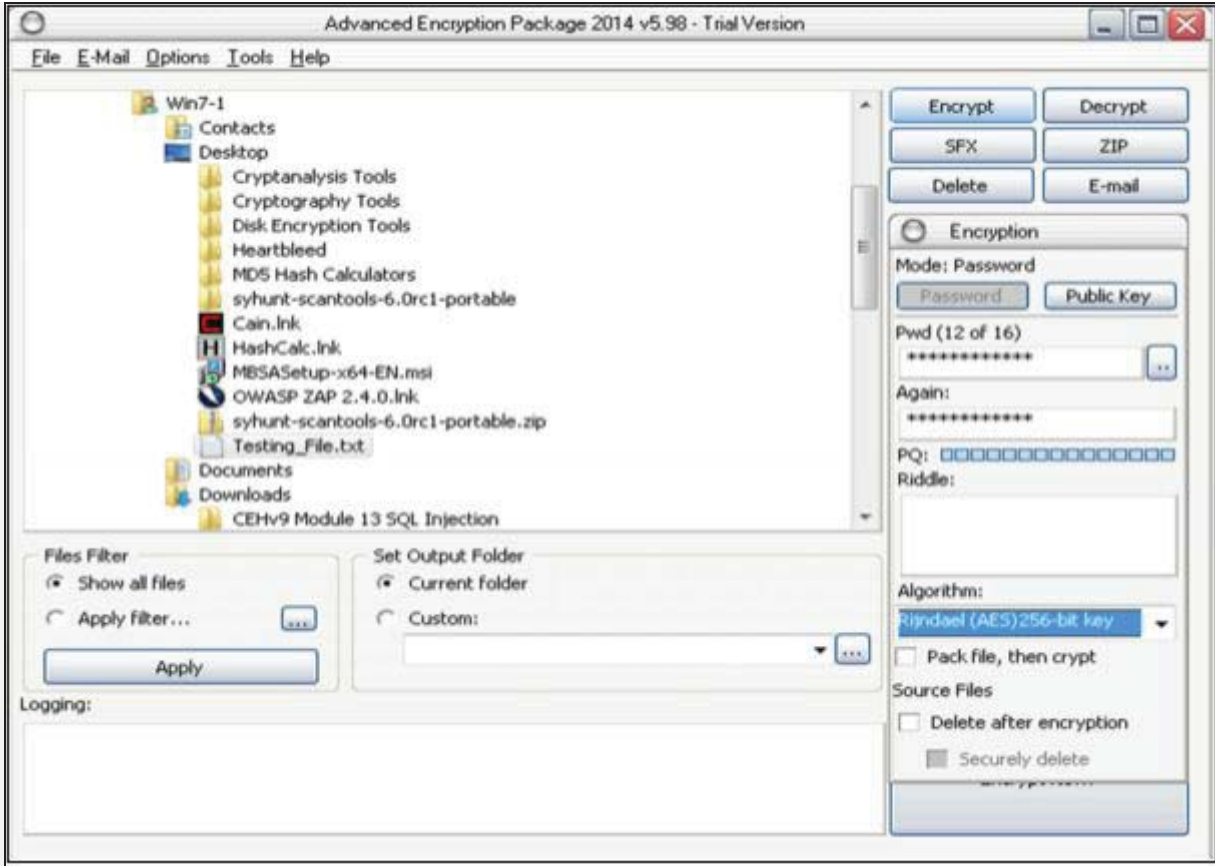 Advanced Encryption Package 2014 v5.98 - Trial Version
File E-Mail Options Tools Help
Win7-1
Contacts
Desktop
Cryptanalysis Tools
Cryptography Tools
Disk Encryption Tools
Heartbleed
MD5 Hash Calculators
syhunt-scantools-6.0rc1-portable
Cain.lnk
HashCalc.lnk
MBSASetup-x64-EN.msi
OWASP ZAP 2.4.0.lnk
syhunt-scantools-6.0rc1-portable.zip
Testing_File.txt
Documents
Downloads
CEHv9 Module 13 SQL Injection
Files Filter
Show all files
Apply filter...
...
Apply
Set Output Folder
Current folder
Custom:
...
Logging:
Encrypt Decrypt
SFX ZIP
Delete E-mail
Encryption
Mode: Password
Password Public Key
Pwd (12 of 16)
************
..
Again:
************
PQ:
Riddle:
Algorithm:
Rijndael (AES)256-bit key
Pack file, then crypt
Source Files
Delete after encryption
Securely delete